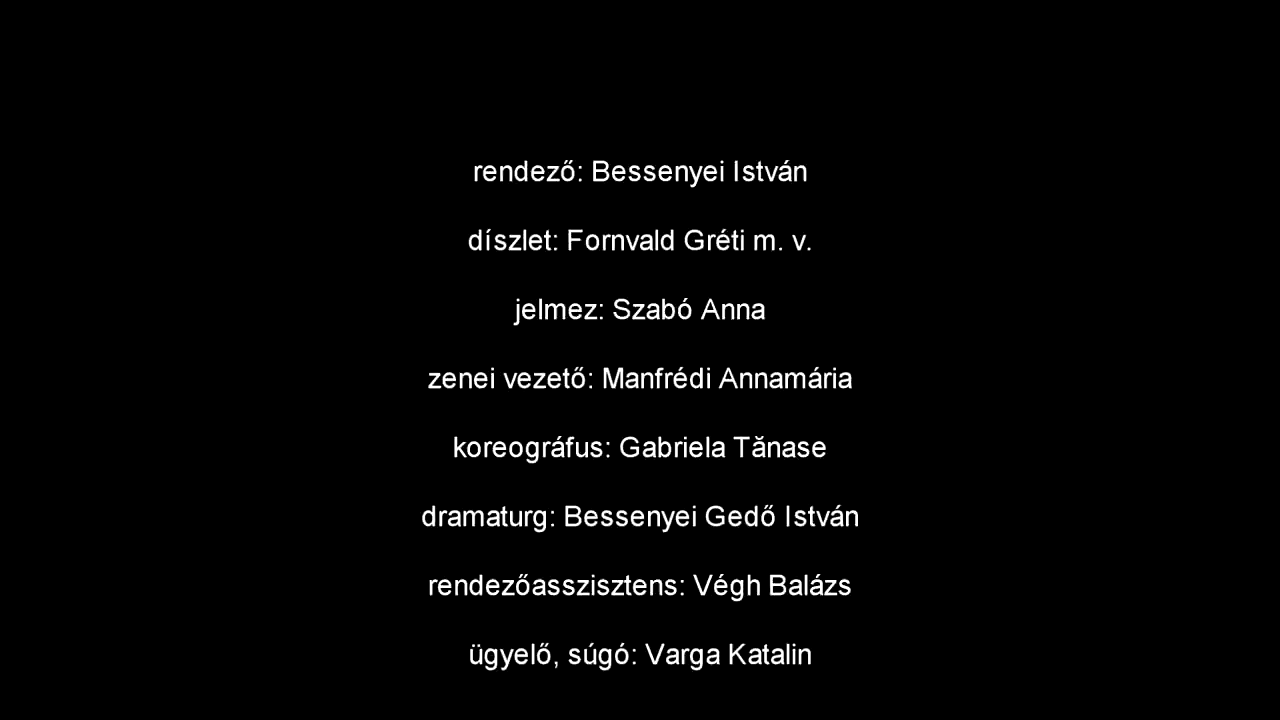 rendező: Bessenyei István
díszlet: Fornvald Gréti m. v.
jelmez: Szabó Anna
zenei vezető: Manfrédi Annamária
koreográfus: Gabriela Tănase
dramaturg: Bessenyei Gedő István
rendezőasszisztens: Végh Balázs
ügyelő, súgó: Varga Katalin